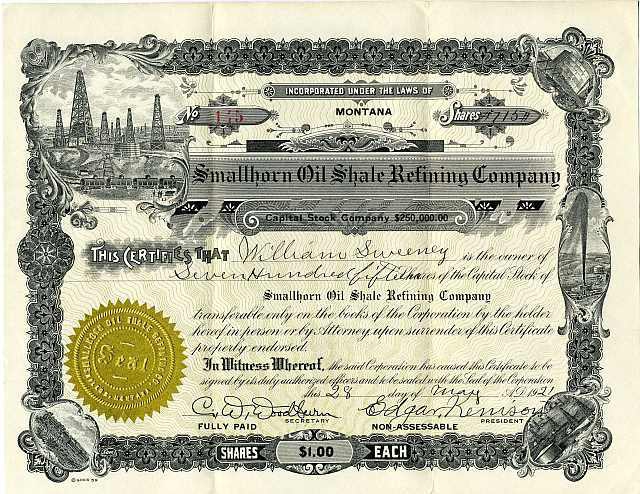 INCORPORATED UNDER THE LAWS OF
MONTANA
No 155
Shares
Smallhorn Oil Shale Refining Company
Capital Stock Company $250,000.00
THIS CERTIFIES THAT William Sweeney is the owner of
Seven Hundred fifteen Shares of the Capital Stock of
Smallhorn Oil Shale Refining Company
transferable only on the books of the Corporation by the holder
hereof in person or by Attorney, upon surrender of this Certificate
properly endorsed.
In Witness Whereof, the said Corporation has caused this Certificate to be
signed by its duly authorized officers and to be sealed with the Seal of the Corporation
this 28 day of May A.D. 1921
C. W. Woodburn
SECRETARY
Edgar
PRESIDENT
FULLY PAID
NON-ASSESSABLE
SHARES $1.00 EACH
Seal